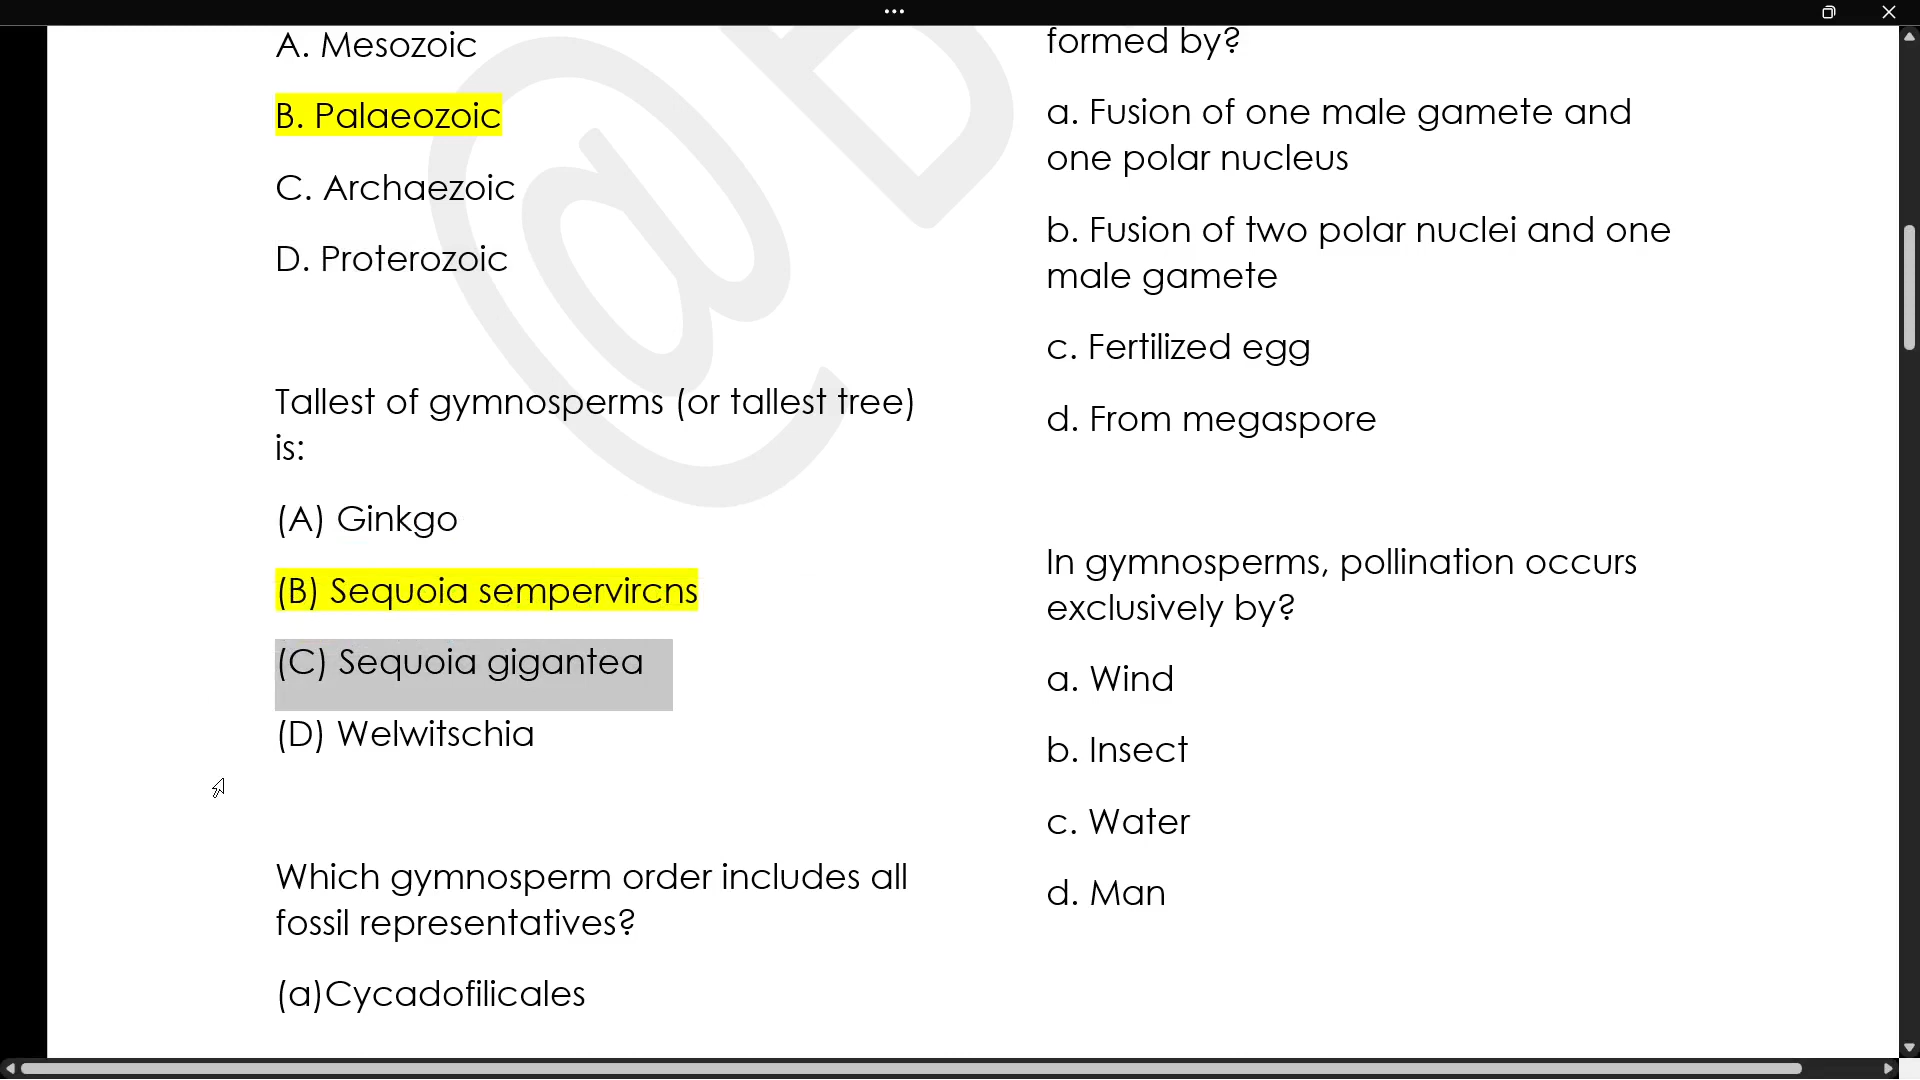 A. Mesozoic
B. Palaeozoic
C. Archaezoic
D. Proterozoic
Tallest of gymnosperms (or tallest tree)
is:
(A) Ginkgo
(B) Sequoia sempervircns
(C) Sequoia gigantea
(D) Welwitschia
Which gymnosperm order includes all
fossil representatives?
(a)Cycadofilicales
formed by?
a. Fusion of one male gamete and
one polar nucleus
b. Fusion of two polar nuclei and one
male gamete
c. Fertilized egg
d. From megaspore
In gymnosperms, pollination occurs
exclusively by?
a. Wind
b. Insect
c. Water
d. Man
@B